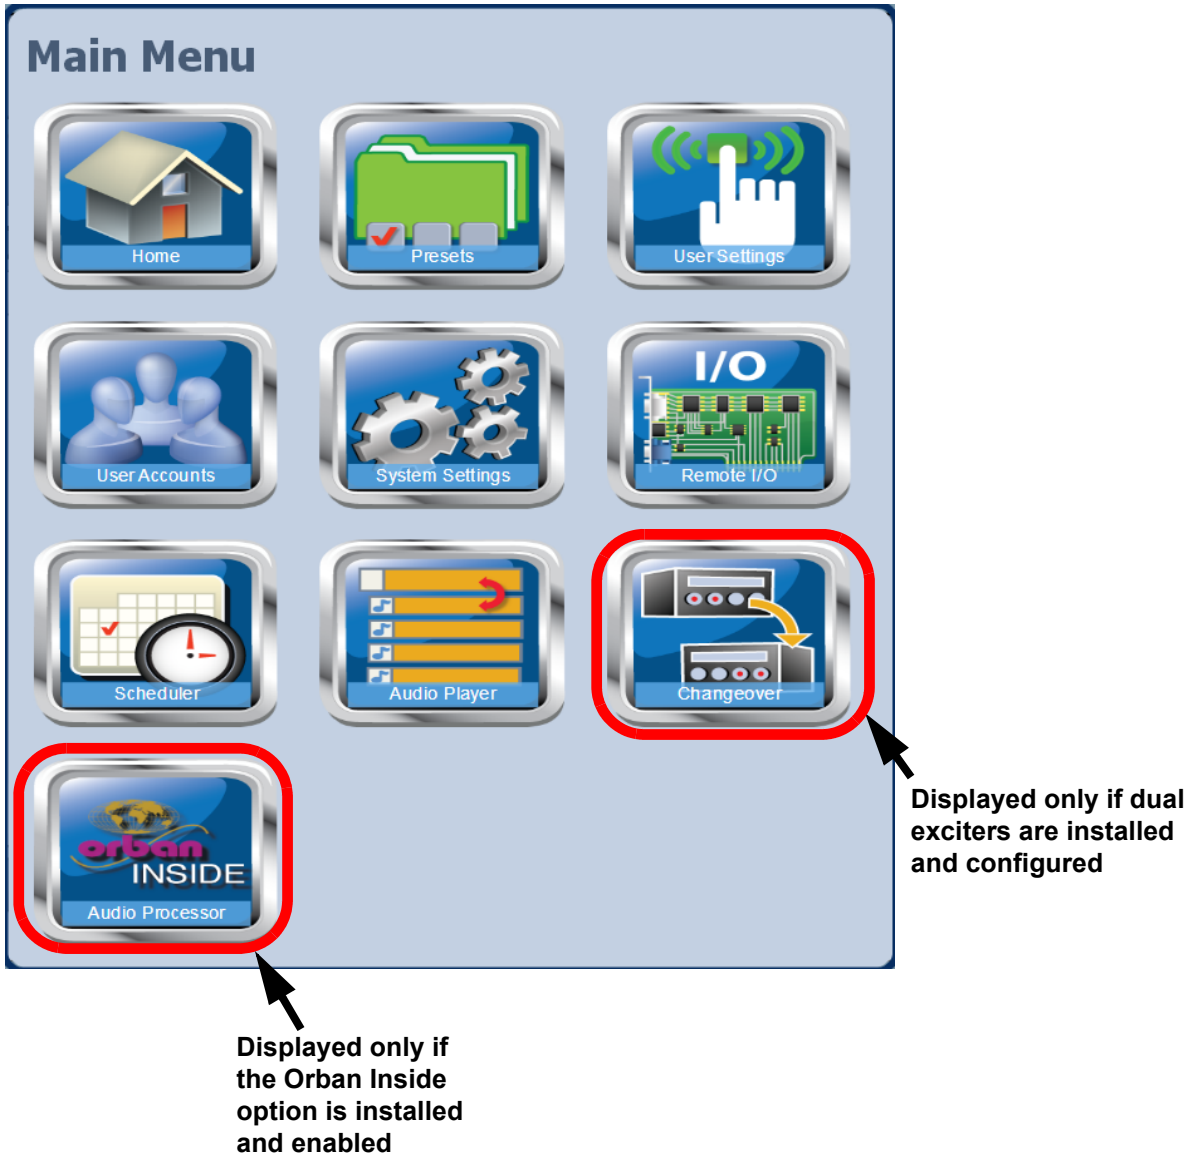 Main Menu
Home
Presets
User Settings
User Accounts
System Settings
I/O
Remote I/O
Scheduler
Audio Player
Changeover
orban
INSIDE
Audio Processor
Displayed only if dual
exciters are installed
and configured
Displayed only if
the Orban Inside
option is installed
and enabled